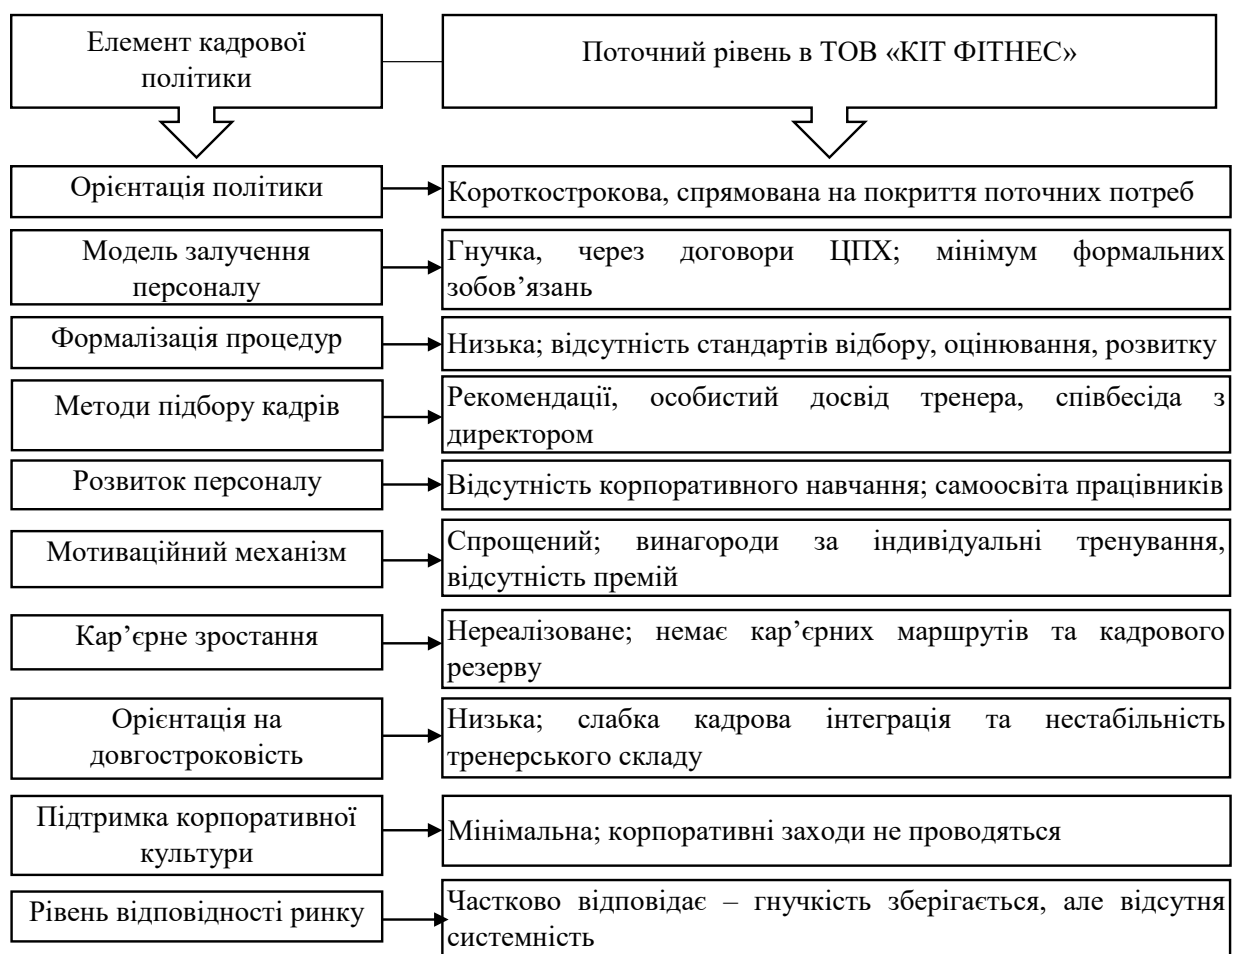 Елемент кадрової
політики
Поточний рівень в ТОВ «КІТ ФІТНЕС»
Орієнтація політики
Короткострокова, спрямована на покриття поточних потреб
Модель залучення
персоналу
Гнучка, через договори ЦПХ; мінімум формальних
зобов’язань
Формалізація процедур
Низька; відсутність стандартів відбору, оцінювання, розвитку
Методи підбору кадрів
Рекомендації, особистий досвід тренера, співбесіда з
директором
Розвиток персоналу
Відсутність корпоративного навчання; самоосвіта працівників
Мотиваційний механізм
Спрощений; винагороди за індивідуальні тренування,
відсутність премій
Кар’єрне зростання
Нереалізоване; немає кар’єрних маршрутів та кадрового
резерву
Орієнтація на
довгостроковість
Низька; слабка кадрова інтеграція та нестабільність
тренерського складу
Підтримка корпоративної
культури
Мінімальна; корпоративні заходи не проводяться
Рівень відповідності ринку
Частково відповідає – гнучкість зберігається, але відсутня
системність